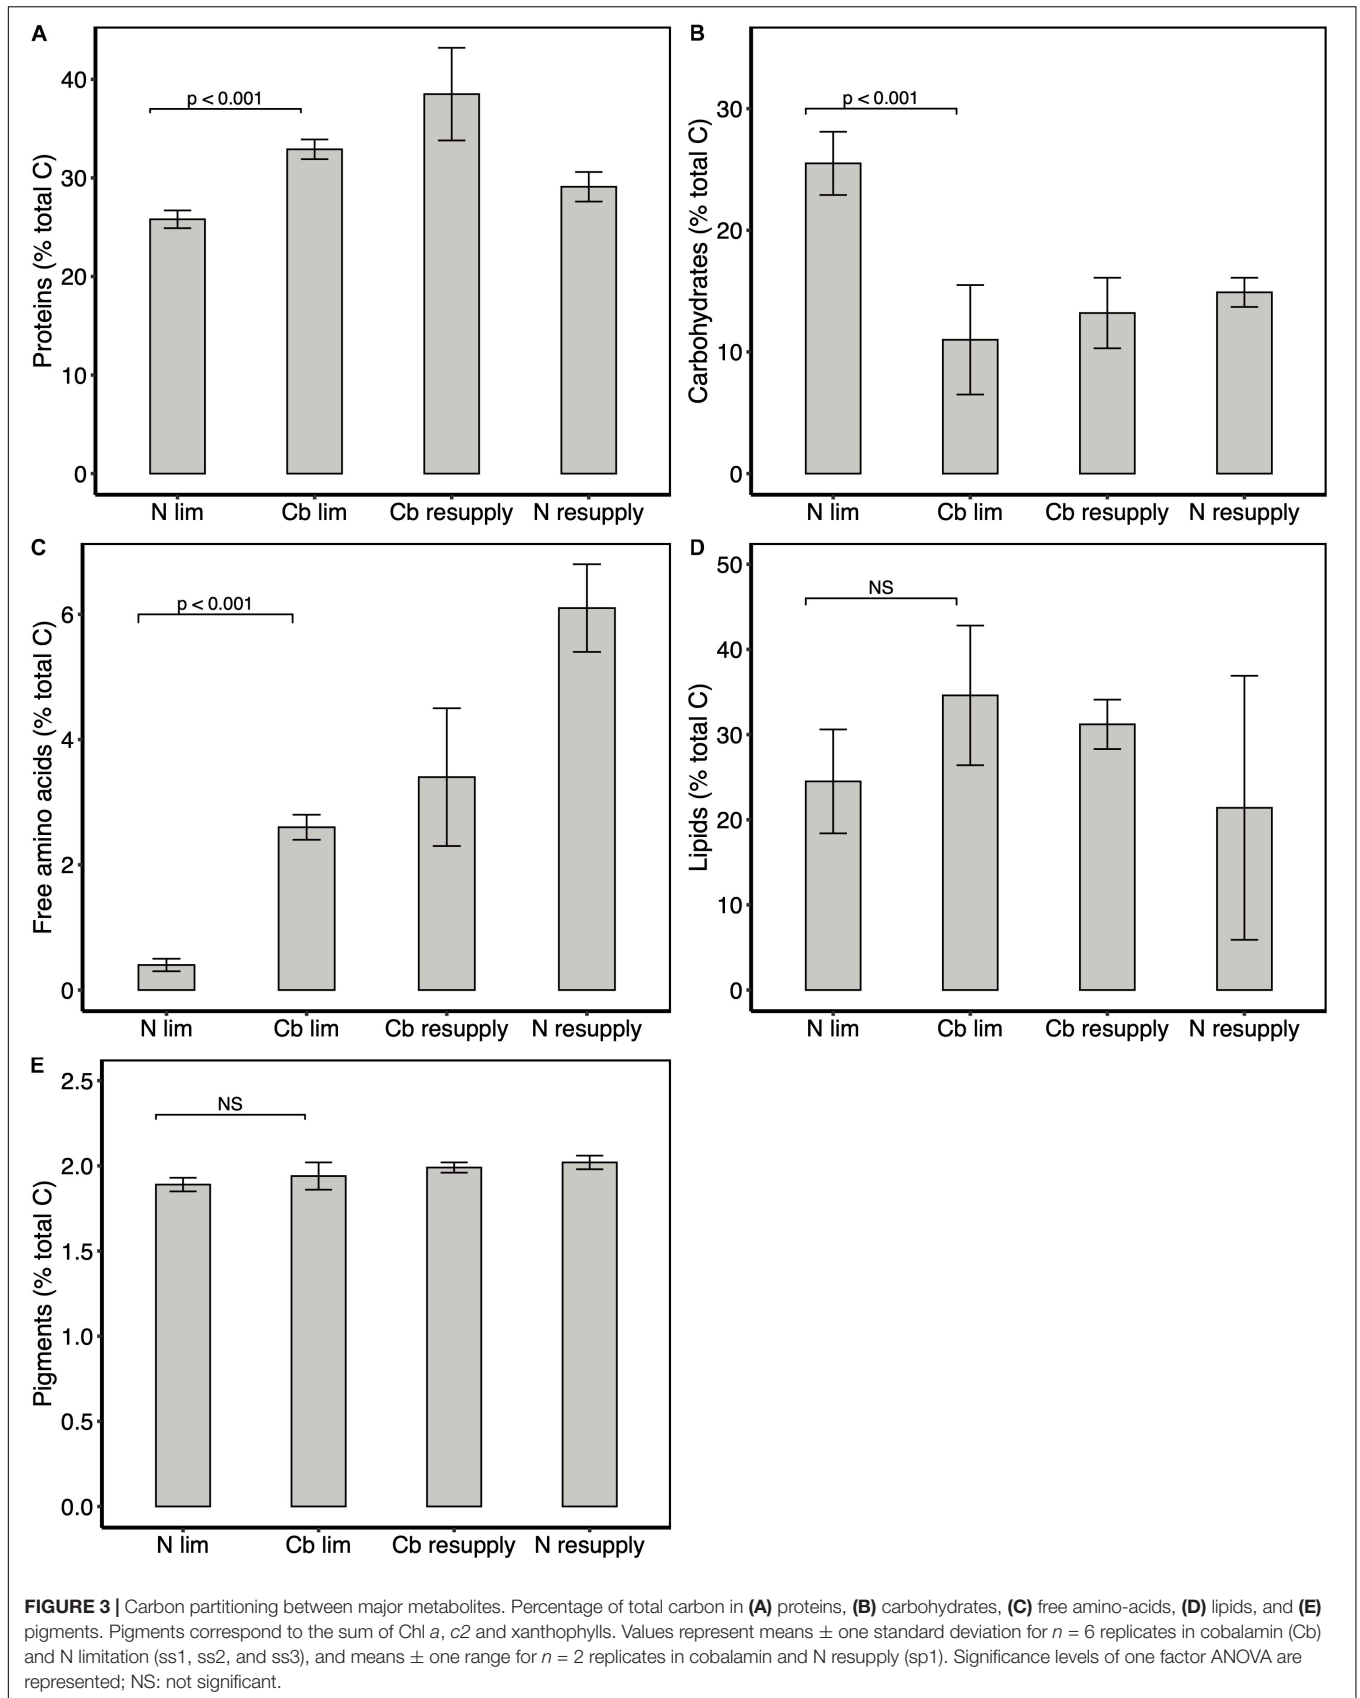 A
Proteins (% total C)
40
30
20
10
0
p < 0.001
N lim Cb lim Cb resupply N resupply
B
Carbohydrates (% total C)
30
20
10
0
p < 0.001
N lim Cb lim Cb resupply N resupply
C
Free amino acids (% total C)
6
4
2
0
p < 0.001
N lim Cb lim Cb resupply N resupply
D
Lipids (% total C)
50
40
30
20
10
0
NS
N lim Cb lim Cb resupply N resupply
E
Pigments (% total C)
2.5
2.0
1.5
1.0
0.5
0.0
NS
N lim Cb lim Cb resupply N resupply
FIGURE 3 | Carbon partitioning between major metabolites. Percentage of total carbon in (A) proteins, (B) carbohydrates, (C) free amino-acids, (D) lipids, and (E)
pigments. Pigments correspond to the sum of Chl a, c2 and xanthophylls. Values represent means ± one standard deviation for n = 6 replicates in cobalamin (Cb)
and N limitation (ss1, ss2, and ss3), and means ± one range for n = 2 replicates in cobalamin and N resupply (sp1). Significance levels of one factor ANOVA are
represented; NS: not significant.